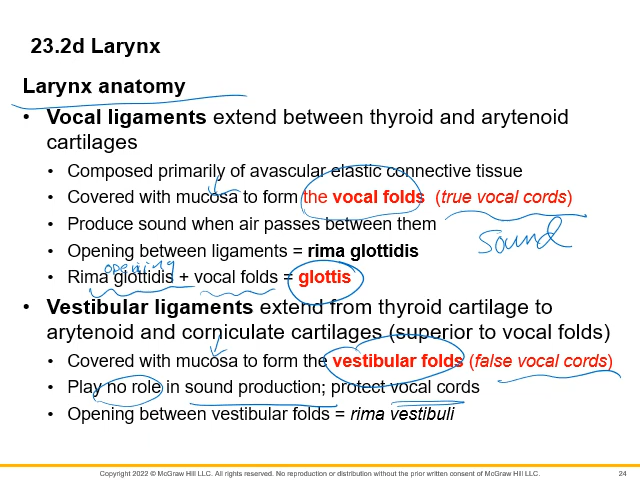 23.2d Larynx
Larynx anatomy
• Vocal ligaments extend between thyroid and arytenoid
cartilages
• Composed primarily of avascular elastic connective tissue
• Covered with mucosa to form the vocal folds (true vocal cords)
• Produce sound when air passes between them
sound
• Opening between ligaments = rima glottidis
opening
• Rima glottidis + vocal folds = glottis
• Vestibular ligaments extend from thyroid cartilage to
arytenoid and corniculate cartilages (superior to vocal folds)
• Covered with mucosa to form the vestibular folds (false vocal cords)
• Play no role in sound production; protect vocal cords
• Opening between vestibular folds = rima vestibuli
Copyright 2022 © McGraw Hill LLC. All rights reserved. No reproduction or distribution without the prior written consent of McGraw Hill LLC.
24